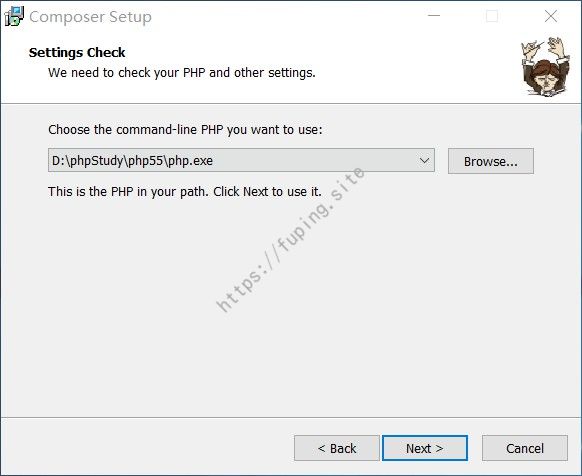 Composer Setup
Settings Check
We need to check your PHP and other settings.
Choose the command-line PHP you want to use:
D:\phpStudy\php55\php.exe
Browse...
This is the PHP in your path. Click Next to use it.
https://fuping.site
< Back
Next >
Cancel